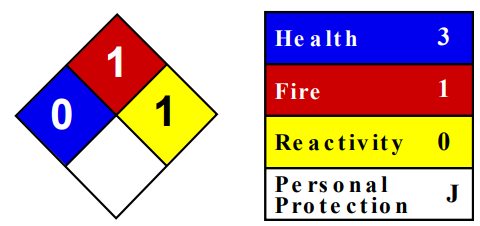 1
0 1
Health 3
Fire 1
Reactivity 0
Personal
Protection J